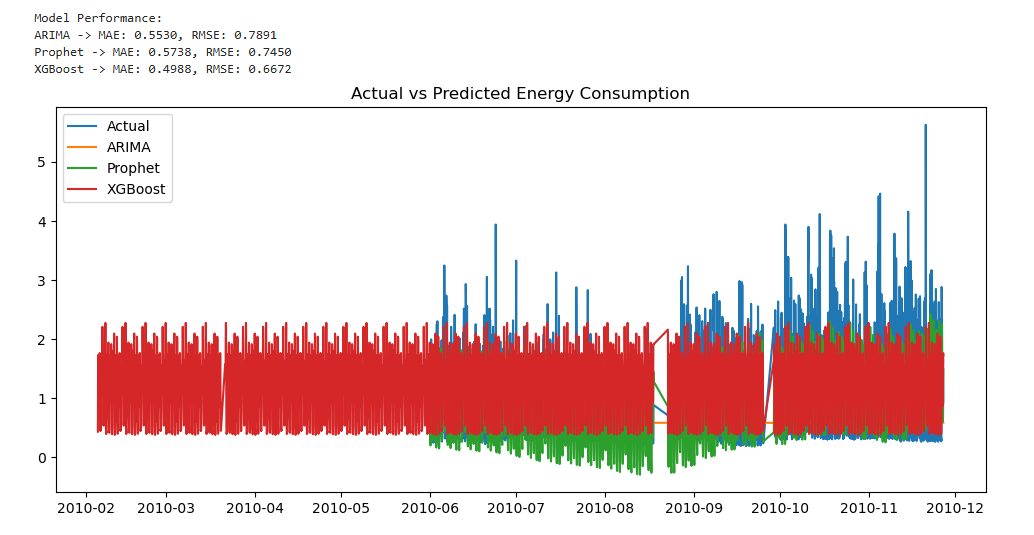 Model Performance:
ARIMA -> MAE: 0.5530, RMSE: 0.7891
Prophet -> MAE: 0.5738, RMSE: 0.7450
XGBoost -> MAE: 0.4988, RMSE: 0.6672
Actual vs Predicted Energy Consumption
Actual
ARIMA
Prophet
XGBoost
5
4
3
2
1
0
2010-02 2010-03 2010-04 2010-05 2010-06 2010-07 2010-08 2010-09 2010-10 2010-11 2010-12